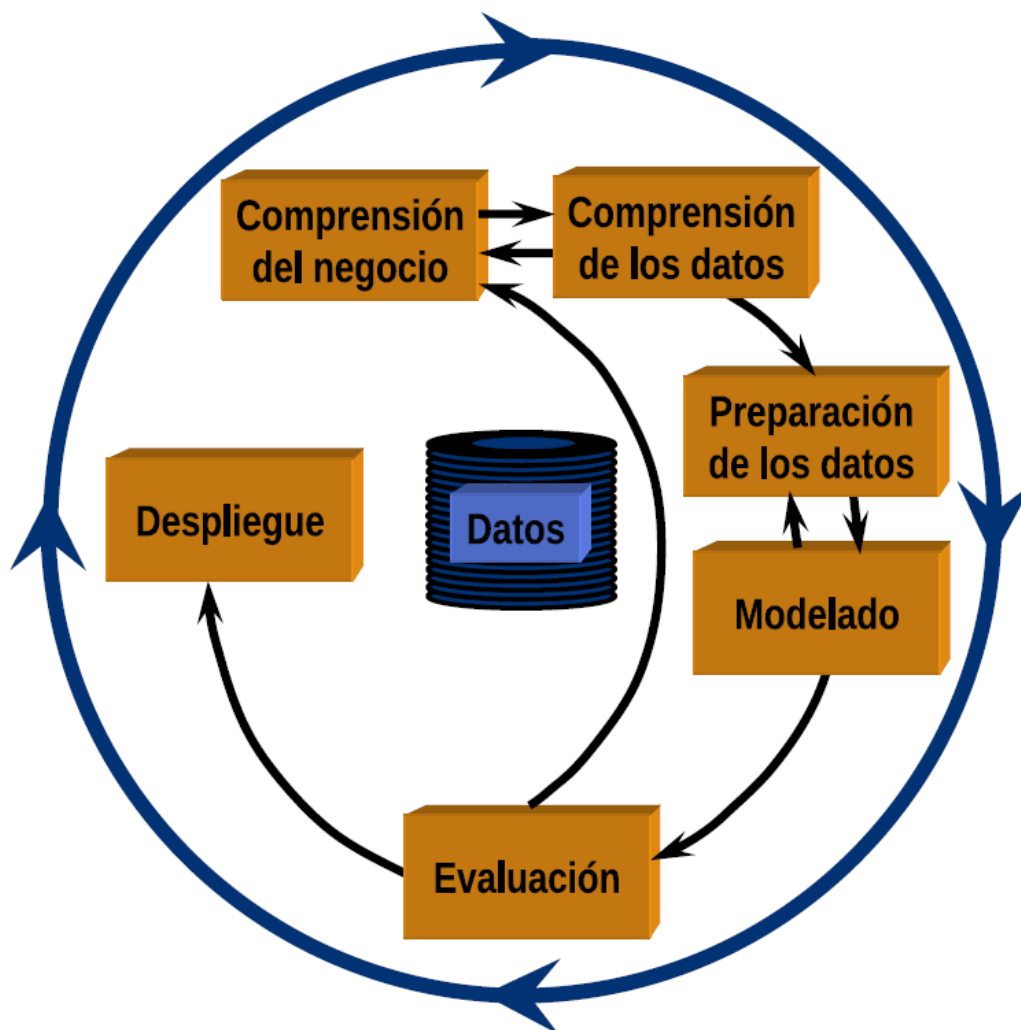 Comprensión
del negocio
Comprensión
de los datos
Preparación
de los datos
Despliegue
Datos
Modelado
Evaluación